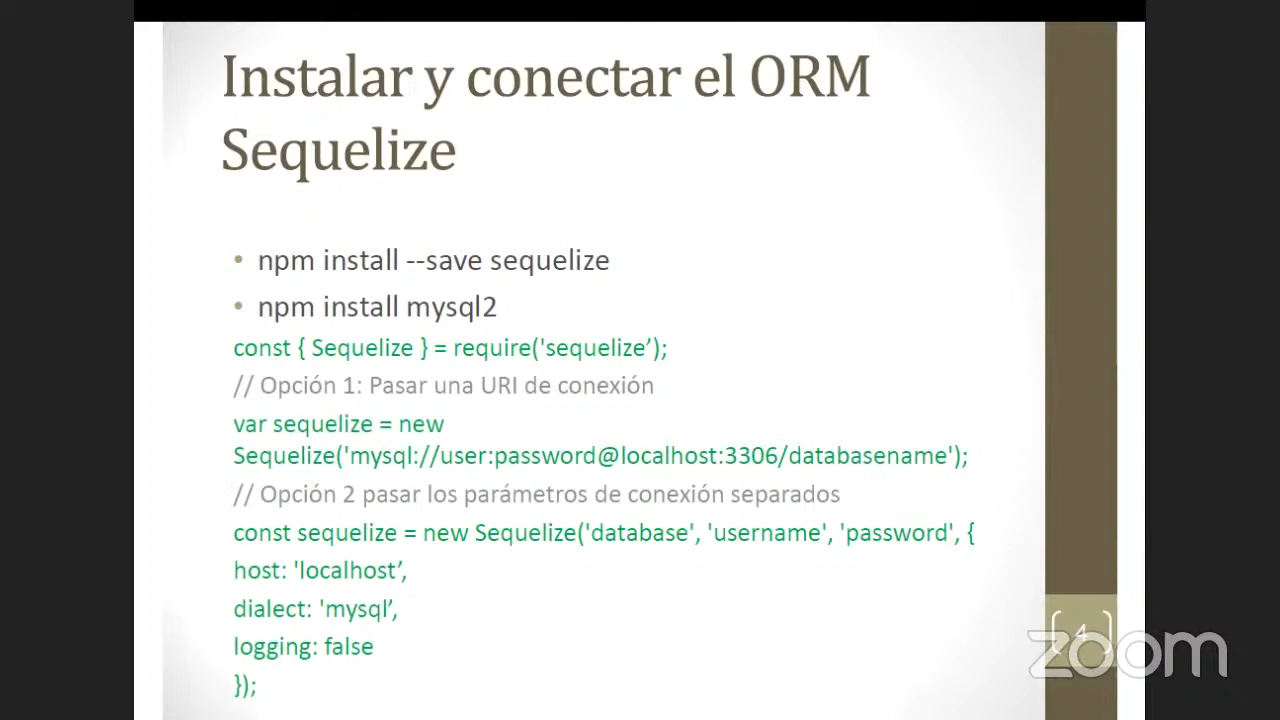 Instalar y conectar el ORM
Sequelize
• npm install --save sequelize
• npm install mysql2
const { Sequelize } = require('sequelize’);
// Opción 1: Pasar una URI de conexión
var sequelize = new
Sequelize('mysql://user:password@localhost:3306/databasename');
// Opción 2 pasar los parámetros de conexión separados
const sequelize = new Sequelize('database', 'username', 'password', {
host: 'localhost’,
dialect: 'mysql’,
logging: false
});
4
zoom